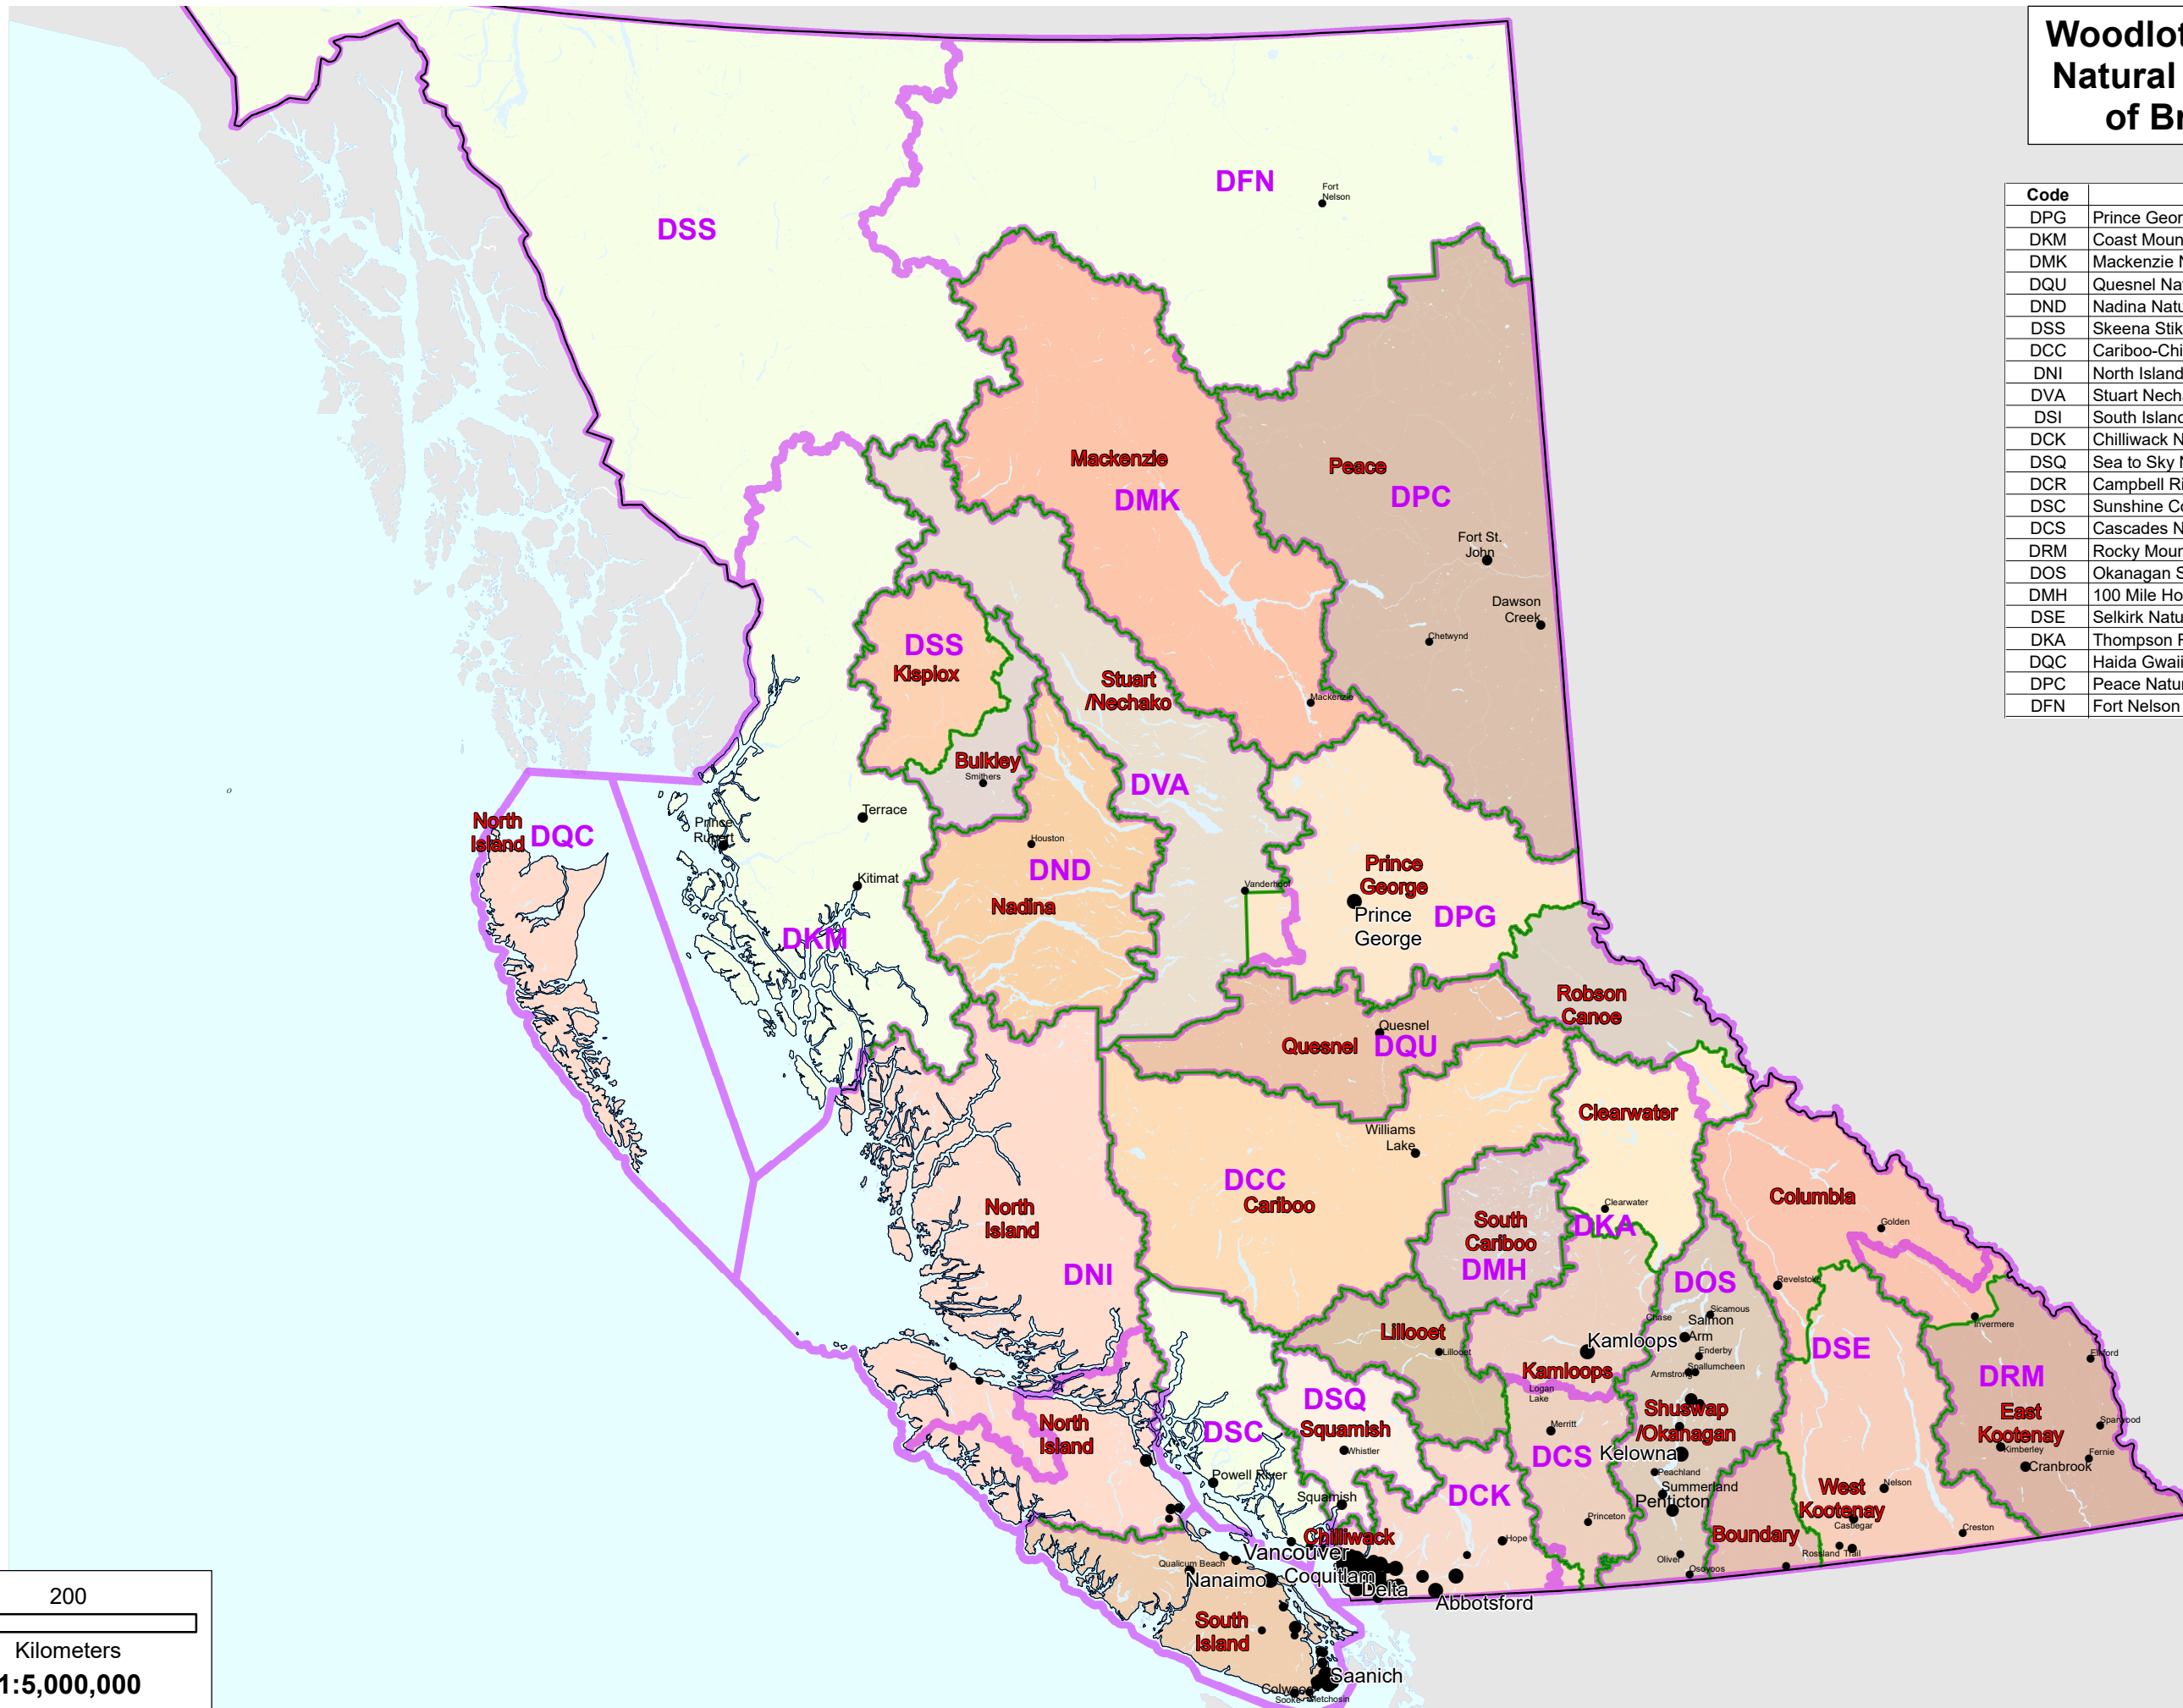 Woodlot
Natural
of Br
Code
DPG Prince Geor
DKM Coast Moun
DMK Mackenzie N
DQU Quesnel Na
DND Nadina Natu
DSS Skeena Stik
DCC Cariboo-Chi
DNI North Island
DVA Stuart Necha
DSI South Island
DCK Chilliwack N
DSQ Sea to Sky N
DCR Campbell Ri
DSC Sunshine Co
DCS Cascades N
DRM Rocky Moun
DOS Okanagan S
DMH 100 Mile Ho
DSE Selkirk Natu
DKA Thompson R
DQC Haida Gwaii
DPC Peace Natur
DFN Fort Nelson
DFN
Fort
Nelson
DSS
Mackenzie
DMK
Peace
DPC
Fort St.
John
Dawson
Creek
Chetwynd
DSS
Kispiox
Stuart
/Nechako
Mackenzie
Bulkley
Smithers
DVA
Terrace
Prince
Rupert
North
Island
DQC
Houston
DND
Nadina
Kitimat
DKM
Vanderhoof
Prince
George
Prince
George
DPG
Robson
Canoe
Quesnel
Quesnel
DQU
Clearwater
Williams
Lake
DCC
Cariboo
Columbia
Clearwater
DKA
Golden
North
Island
DNI
South
Cariboo
DMH
DOS
Revelstoke
Sicamous
Chase
Salmon
Arm
Lillooet
Lillooet
Kamloops
Enderby
Spallumcheen
Armstrong
Kamloops
Logan
Lake
Invermere
DSE
Elkford
DRM
DSQ
Squamish
Whistler
North
Island
DSC
Merritt
Shuswap
/Okanagan
DCS
Kelowna
East
Kootenay
Sparwood
Kimberley
Fernie
Cranbrook
Powell River
Squamish
DCK
Peachland
Summerland
Penticton
West
Kootenay
Nelson
Castlegar
Creston
Princeton
Boundary
Rossland Trail
Hope
Oliver
Osoyoos
Chilliwack
Vancouver
Coquitlam
Delta
Abbotsford
Qualicum Beach
Nanaimo
South
Island
Saanich
Colwood
Sooke
Metchosin
200
Kilometers
1:5,000,000